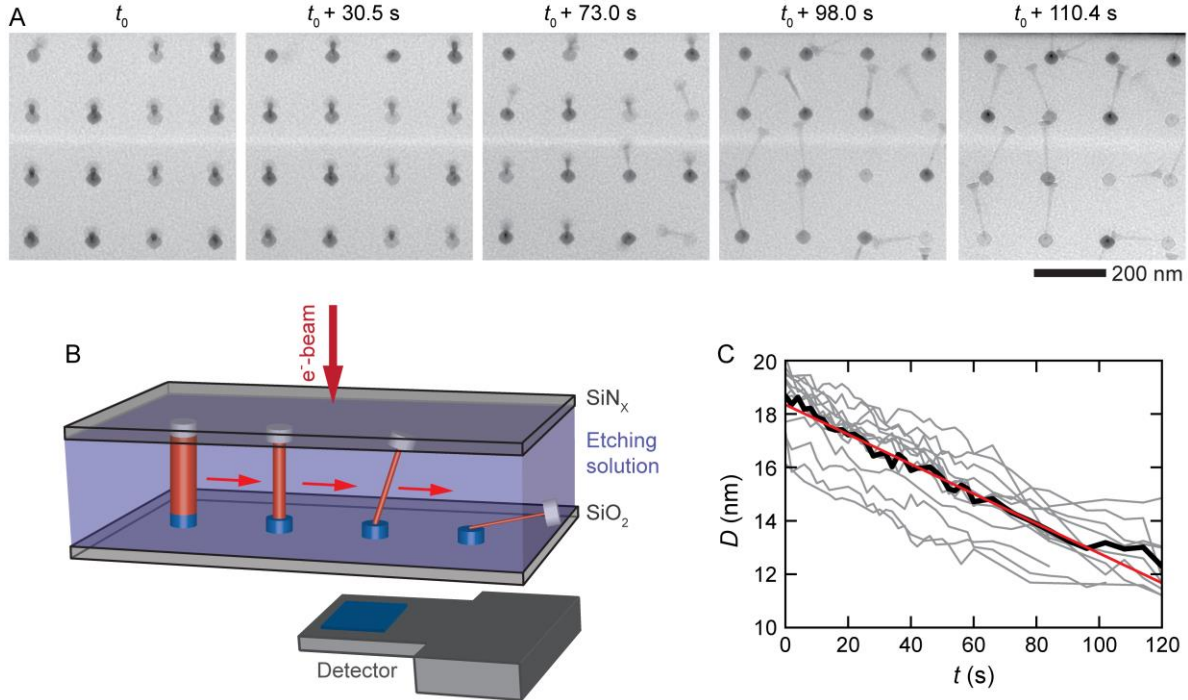 A
t₀
t₀ + 30.5 s
t₀ + 73.0 s
t₀ + 98.0 s
t₀ + 110.4 s
200 nm
B
e⁻-beam
SiNₓ
Etching
solution
SiO₂
Detector
C
20
18
16
14
12
10
D (nm)
0
20
40
60
80
100
120
t (s)